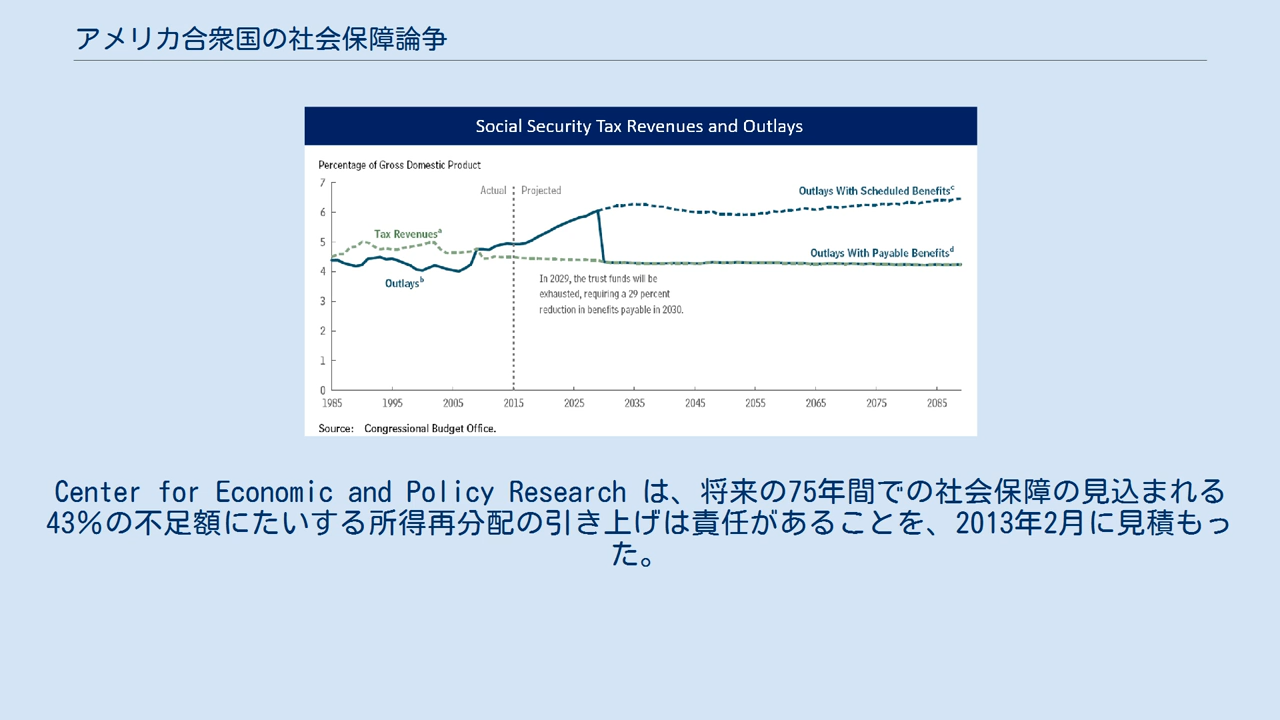 アメリカ合衆国の社会保障論争
Social Security Tax Revenues and Outlays
Percentage of Gross Domestic Product
7
6
5
4
3
2
1
0
Actual
Projected
Tax Revenuesᵃ
Outlaysᵇ
Outlays With Scheduled Benefitsᶜ
Outlays With Payable Benefitsᵈ
In 2029, the trust funds will be
exhausted, requiring a 29 percent
reduction in benefits payable in 2030.
1985 1995 2005 2015 2025 2035 2045 2055 2065 2075 2085
Source: Congressional Budget Office.
Center for Economic and Policy Research は、将来の75年間での社会保障の見込まれる
43%の不足額にたいする所得再分配の引き上げは責任があることを、2013年2月に見積もっ
た。